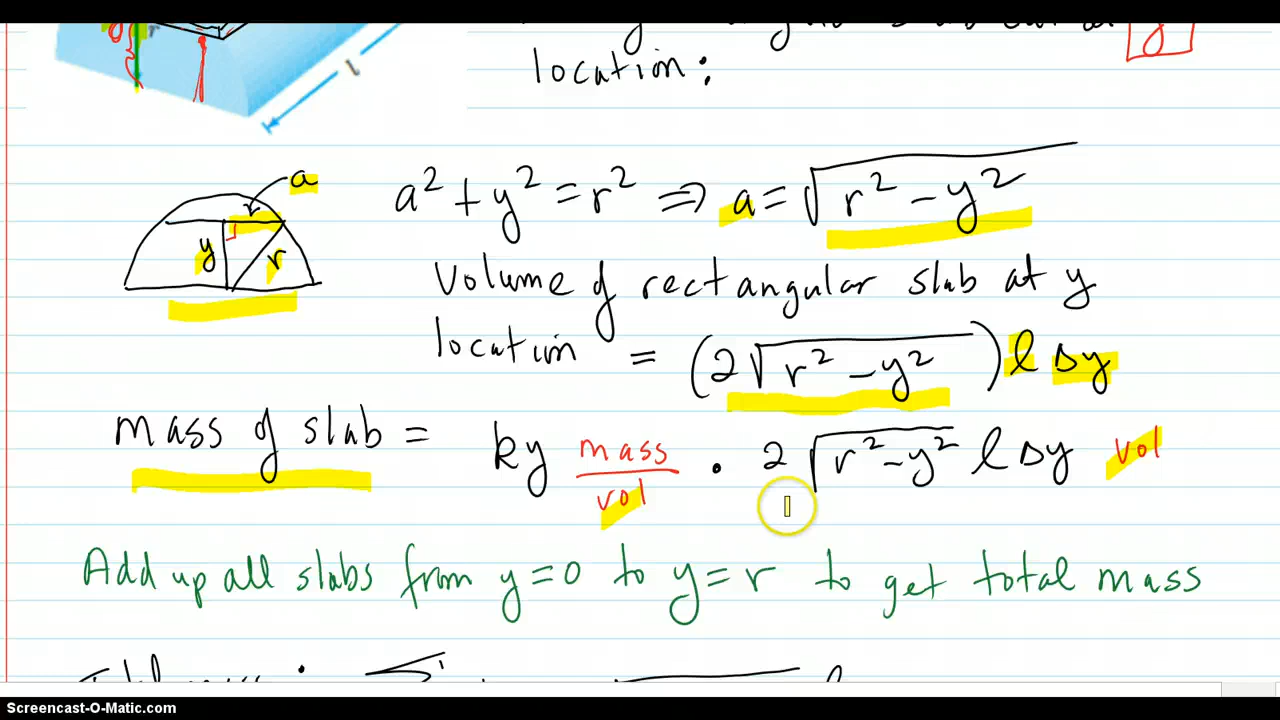 y
location:
l
a
a² + y² = r² ⇒ a = √(r² - y²)
y r
Volume of rectangular slab at y
location = (2√(r² - y²)) l Δy
mass of slab = ky mass/vol · 2√(r² - y²) l Δy vol
Add up all slabs from y=0 to y=r to get total mass
Screencast-O-Matic.com